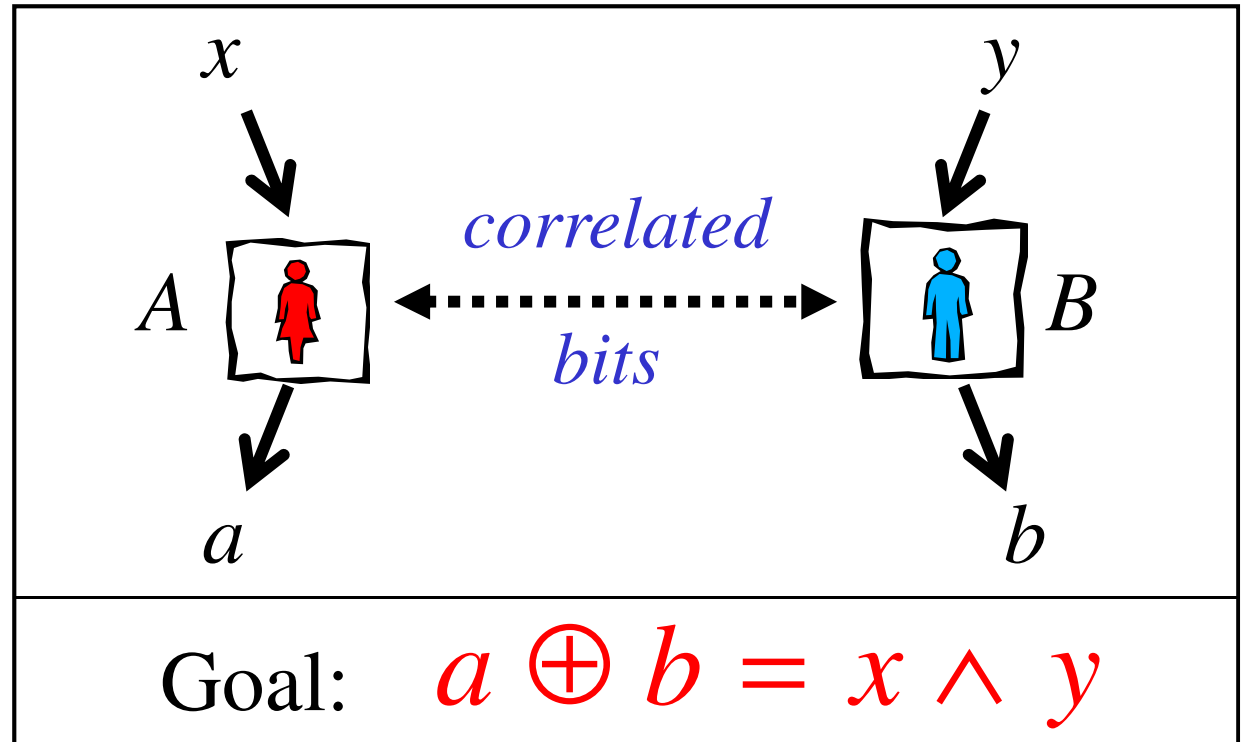 x y
correlated
A B
bits
a b
Goal: a ⊕ b = x ∧ y